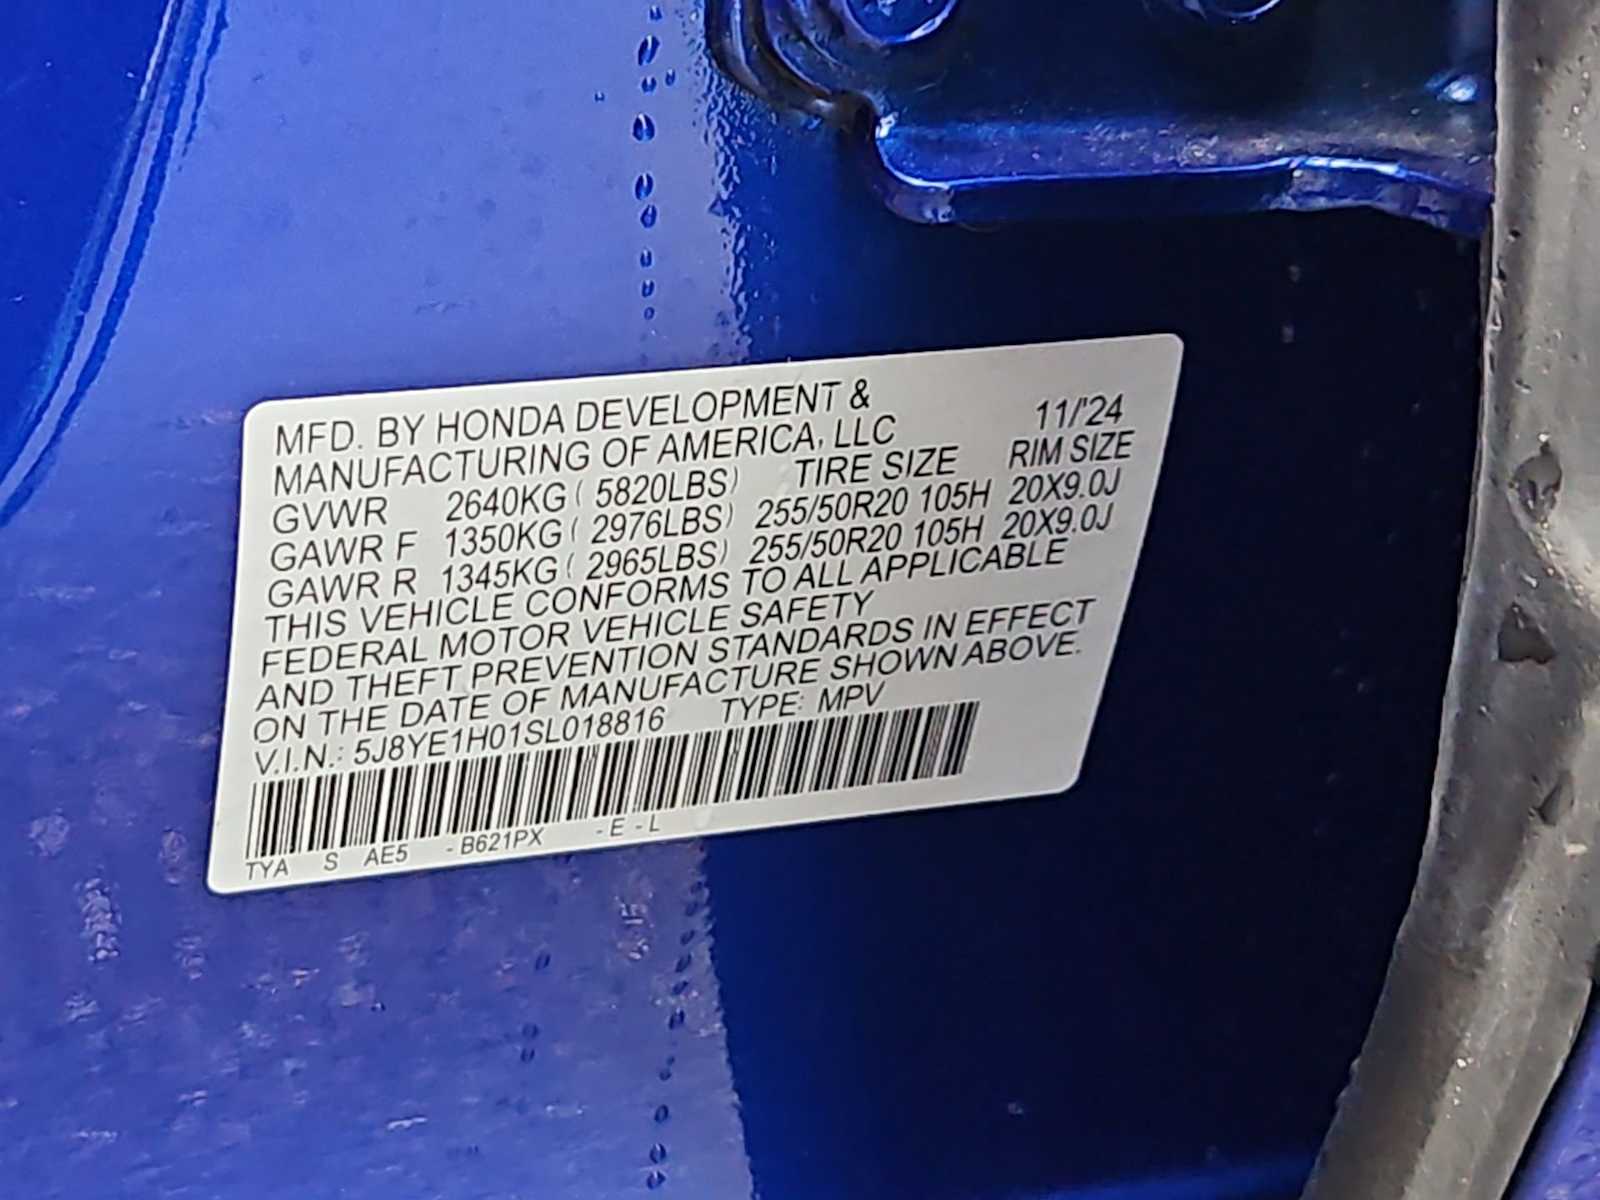 MFD. BY HONDA DEVELOPMENT &
MANUFACTURING OF AMERICA, LLC 11/'24
GVWR 2640KG ( 5820LBS) TIRE SIZE RIM SIZE
GAWR F 1350KG ( 2976LBS) 255/50R20 105H 20X9.0J
GAWR R 1345KG ( 2965LBS) 255/50R20 105H 20X9.0J
THIS VEHICLE CONFORMS TO ALL APPLICABLE
FEDERAL MOTOR VEHICLE SAFETY
AND THEFT PREVENTION STANDARDS IN EFFECT
ON THE DATE OF MANUFACTURE SHOWN ABOVE.
V.I.N.: 5J8YE1H01SL018816 TYPE: MPV
TYA S AE5 - B621PX - E - L